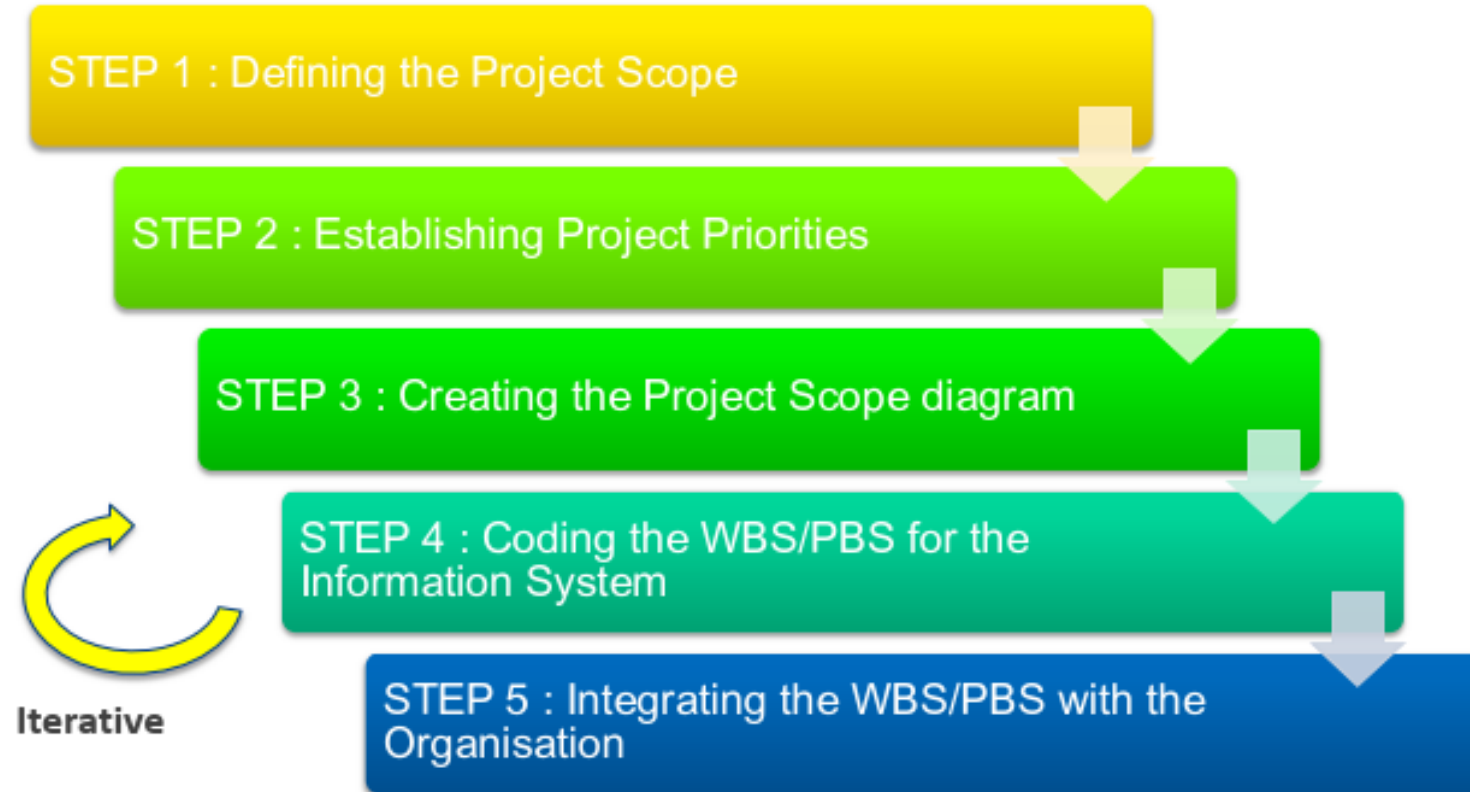 STEP 1 : Defining the Project Scope
STEP 2 : Establishing Project Priorities
STEP 3 : Creating the Project Scope diagram
STEP 4 : Coding the WBS/PBS for the
Information System
STEP 5 : Integrating the WBS/PBS with the
Organisation
Iterative